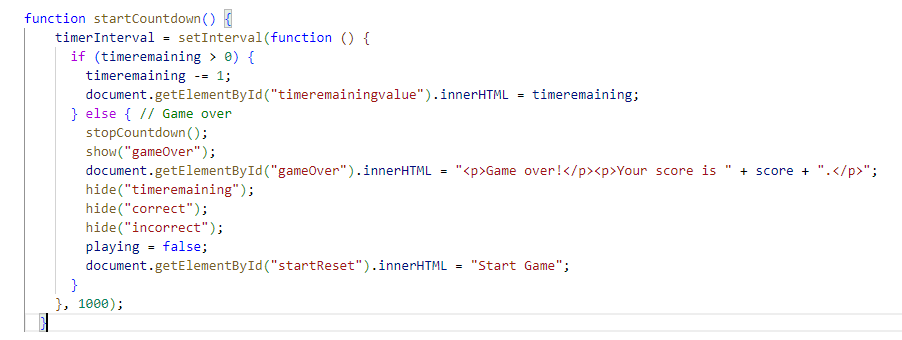 function startCountdown() {
timerInterval = setInterval(function () {
if (timeremaining > 0) {
timeremaining -= 1;
document.getElementById("timeremainingvalue").innerHTML = timeremaining;
} else { // Game over
stopCountdown();
show("gameOver");
document.getElementById("gameOver").innerHTML = "<p>Game over!</p><p>Your score is " + score + ".</p>";
hide("timeremaining");
hide("correct");
hide("incorrect");
playing = false;
document.getElementById("startReset").innerHTML = "Start Game";
}
}, 1000);
}